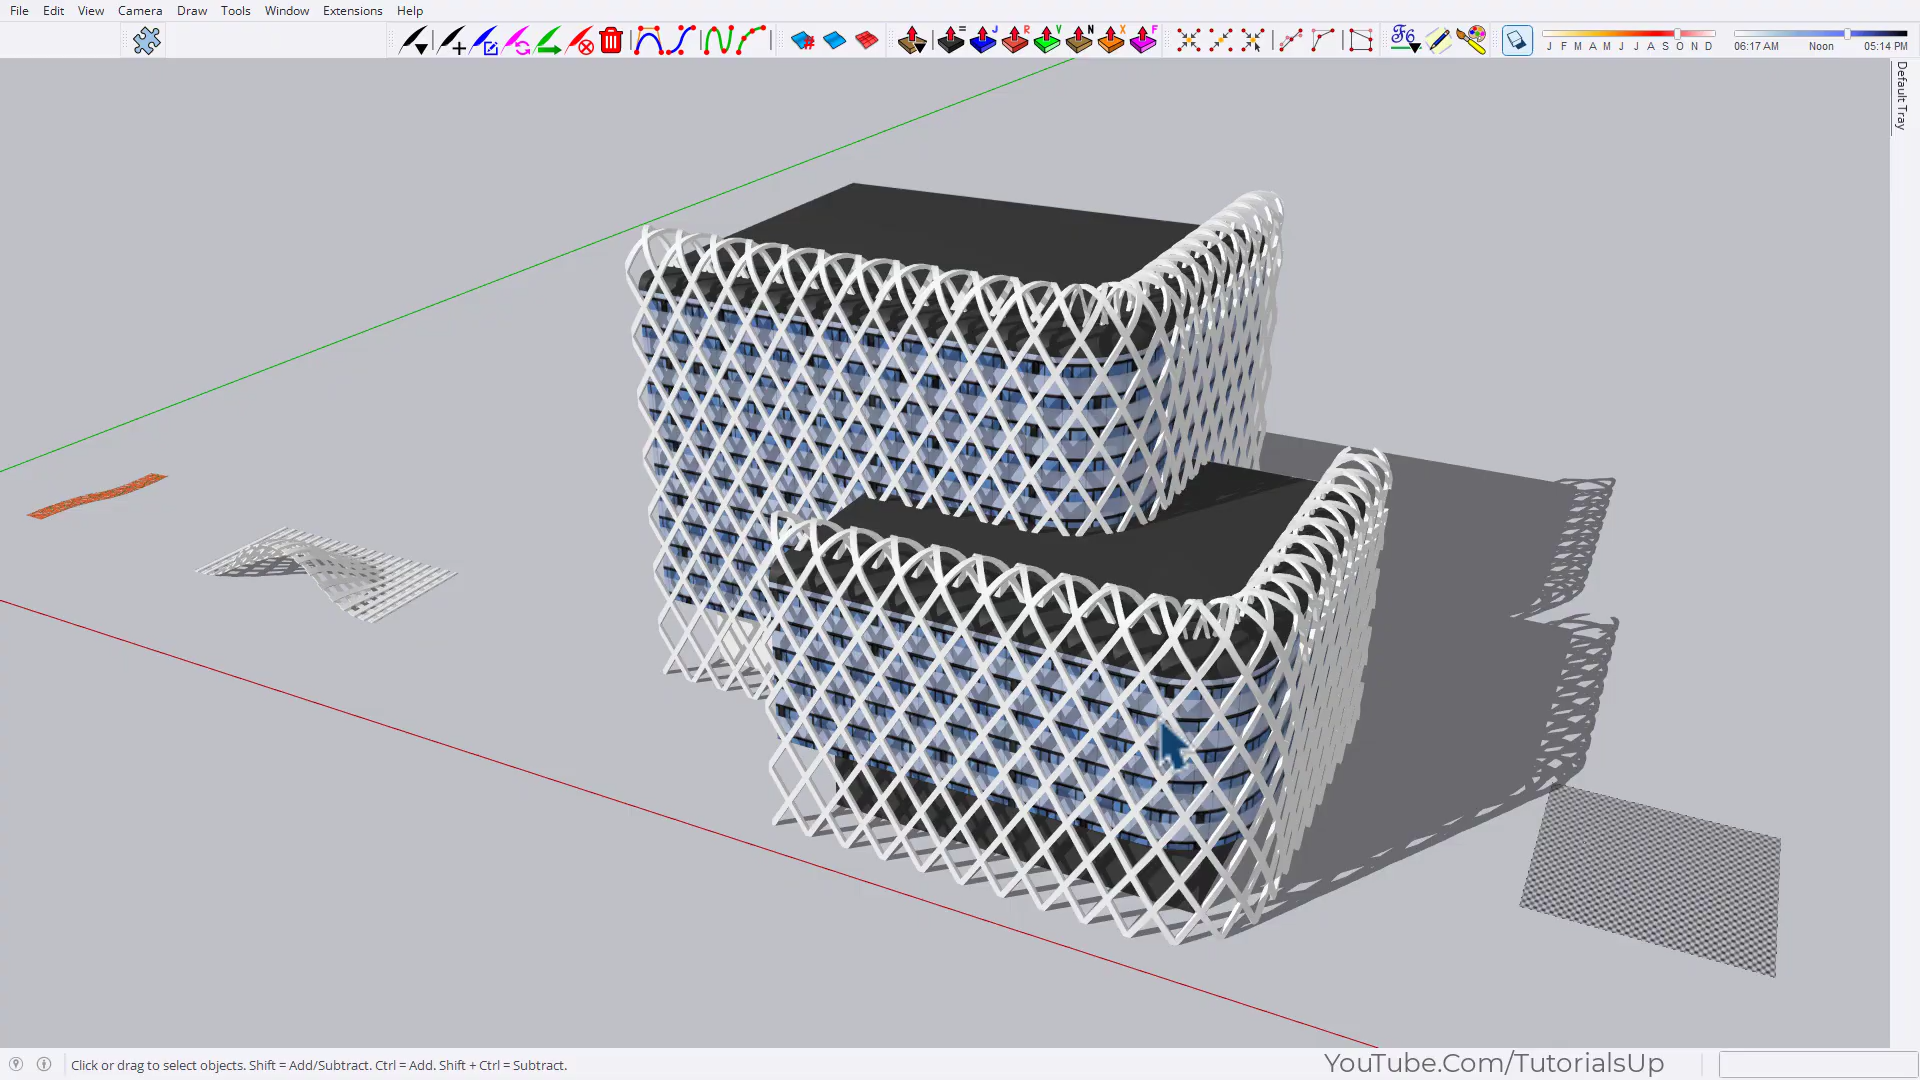 File Edit View Camera Draw Tools Window Extensions Help
J F M A M J J A S O N D
06:17 AM Noon 05:14 PM
Default Tray
Click or drag to select objects. Shift = Add/Subtract. Ctrl = Add. Shift + Ctrl = Subtract.
YouTube.Com/TutorialsUp